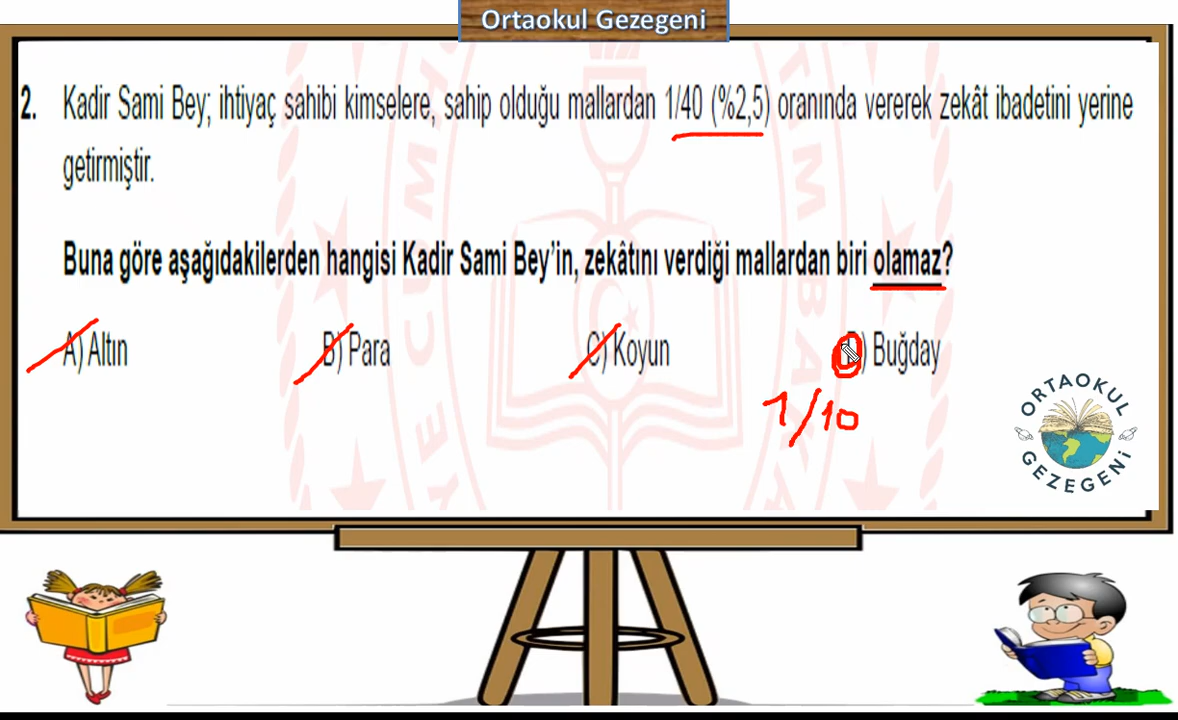 Ortaokul Gezegeni
2. Kadir Sami Bey; ihtiyaç sahibi kimselere, sahip olduğu mallardan 1/40 (%2,5) oranında vererek zekât ibadetini yerine
getirmiştir.
Buna göre aşağıdakilerden hangisi Kadir Sami Bey'in, zekâtını verdiği mallardan biri olamaz?
A) Altın B) Para C) Koyun D) Buğday
1/10
ORTAOKUL
GEZEGENİ